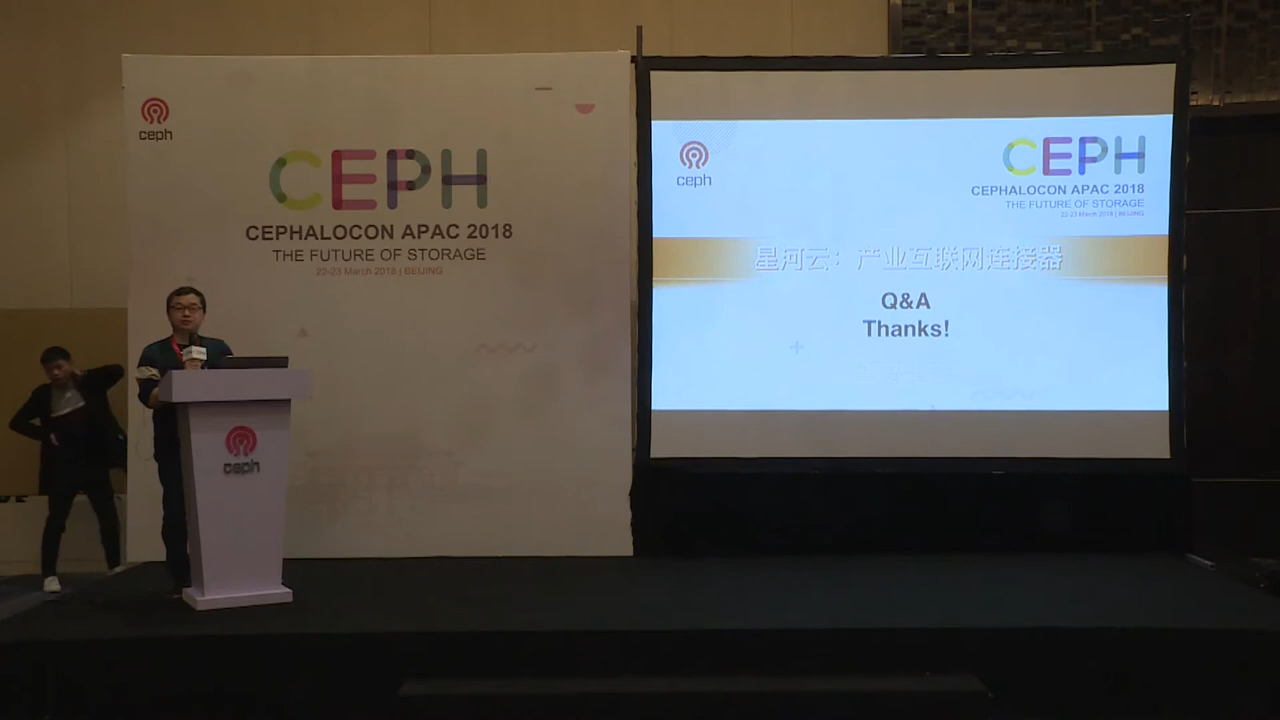 ceph
CEPH
CEPHALOCON APAC 2018
THE FUTURE OF STORAGE
22-23 March 2018 | BEIJING
ceph
CEPH
CEPHALOCON APAC 2018
THE FUTURE OF STORAGE
22-23 March 2018 | BEIJING
星河云：产业互联网连接器
Q&A
Thanks!
ceph